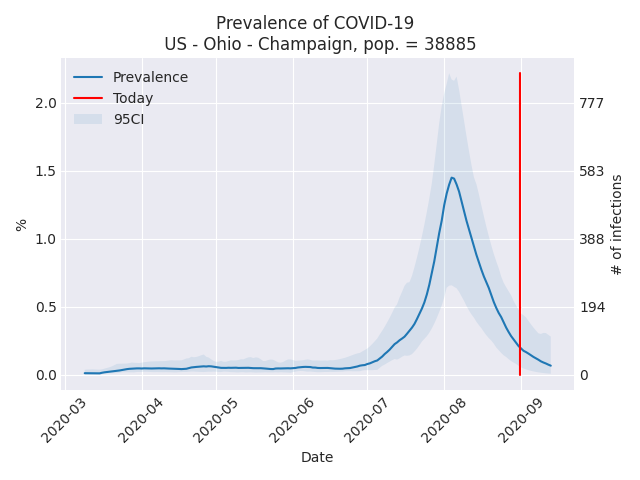 Prevalence of COVID-19
US - Ohio - Champaign, pop. = 38885
Prevalence
Today
95CI
2.0
1.5
1.0
0.5
0.0
%
777
583
388
194
0
# of infections
2020-03
2020-04
2020-05
2020-06
2020-07
2020-08
2020-09
Date